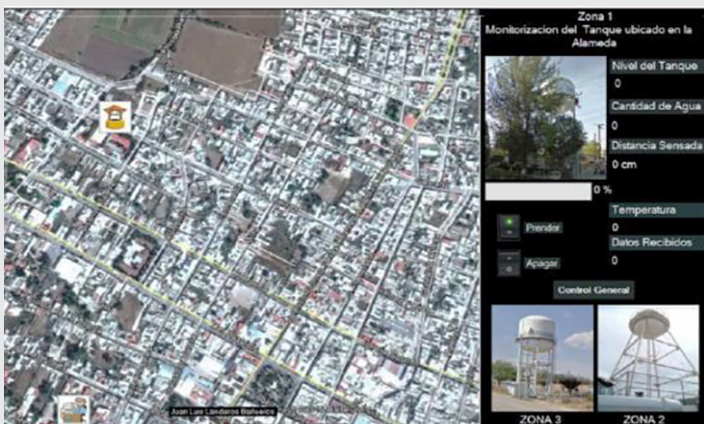 Zona 1
Monitorizacion del Tanque ubicado en la
Alameda
Nivel del Tanque
0
Cantidad de Agua
0
Distancia Sensada
0 cm
0 %
Temperatura
0
Prender
Datos Recibidos
0
Apagar
Control General
Juan Luis Landeros Bañuelos
ZONA 3
ZONA 2